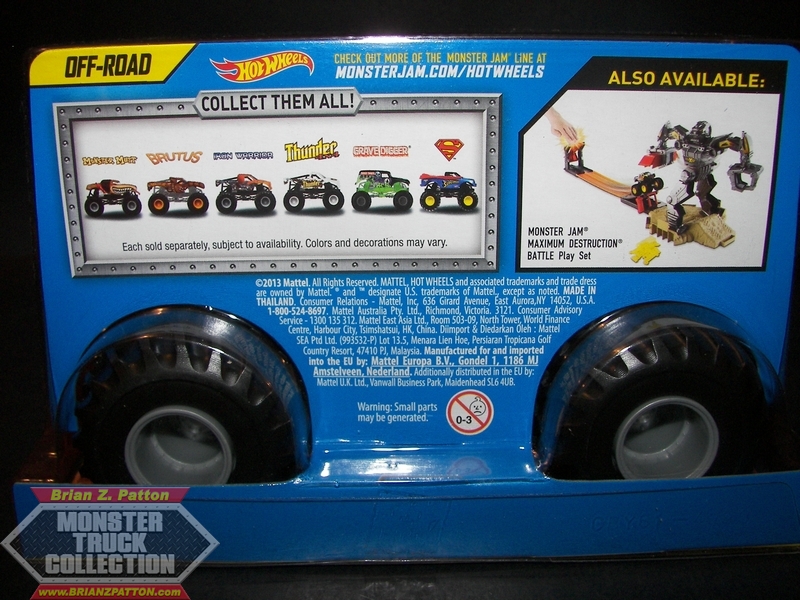 OFF-ROAD
Hot Wheels
CHECK OUT MORE OF THE MONSTER JAM® LINE AT
MONSTERJAM.COM/HOTWHEELS
COLLECT THEM ALL!
MONSTER MUTT
BRUTUS
IRON WARRIOR
Thunder
GRAVE DIGGER
S
Each sold separately, subject to availability. Colors and decorations may vary.
ALSO AVAILABLE:
MONSTER JAM®
MAXIMUM DESTRUCTION®
BATTLE Play Set
©2013 Mattel. All Rights Reserved. MATTEL, HOT WHEELS and associated trademarks and trade dress
are owned by Mattel. ® and ™ designate U.S. trademarks of Mattel, except as noted. MADE IN
THAILAND. Consumer Relations - Mattel, Inc, 636 Girard Avenue, East Aurora,NY 14052, U.S.A.
1-800-524-8697. Mattel Australia Pty. Ltd., Richmond, Victoria. 3121. Consumer Advisory
Service - 1300 135 312. Mattel East Asia Ltd., Room 503-09, North Tower, World Finance
Centre, Harbour City, Tsimshatsui, HK, China. Diimport & Diedarkan Oleh : Mattel
SEA Ptd Ltd. (993532-P) Lot 13.5, Menara Lien Hoe, Persiaran Tropicana Golf
Country Resort, 47410 PJ, Malaysia. Manufactured for and imported
into the EU by: Mattel Europa B.V., Gondel 1, 1186 MJ
Amstelveen, Nederland. Additionally distributed in the EU by:
Mattel U.K. Ltd., Vanwall Business Park, Maidenhead SL6 4UB.
Warning: Small parts
may be generated.
0-3
Brian Z. Patton
MONSTER
TRUCK
COLLECTION
www.BRIANZPATTON.com